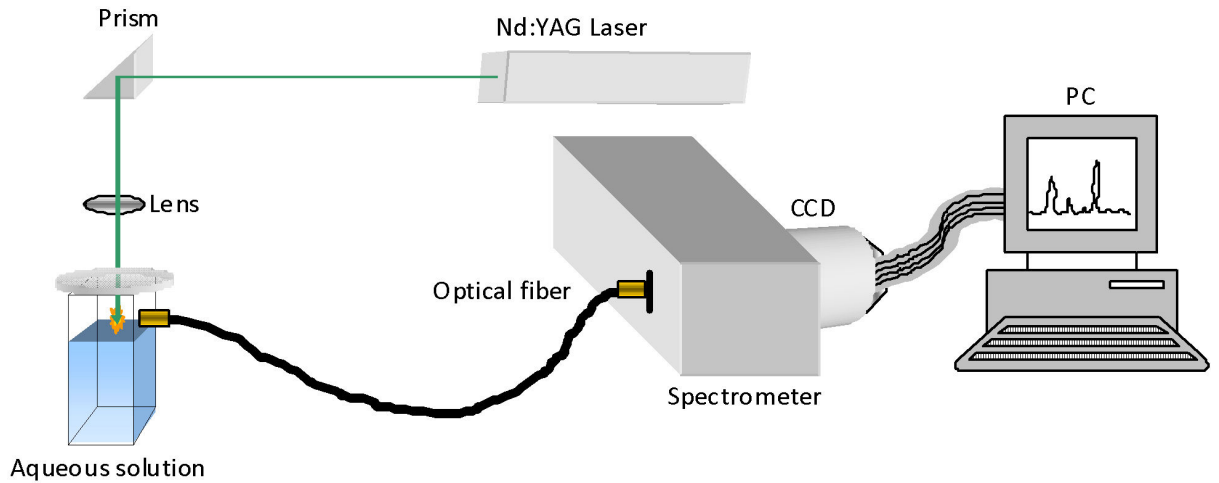 Prism
Nd:YAG Laser
PC
Lens
CCD
Optical fiber
Spectrometer
Aqueous solution